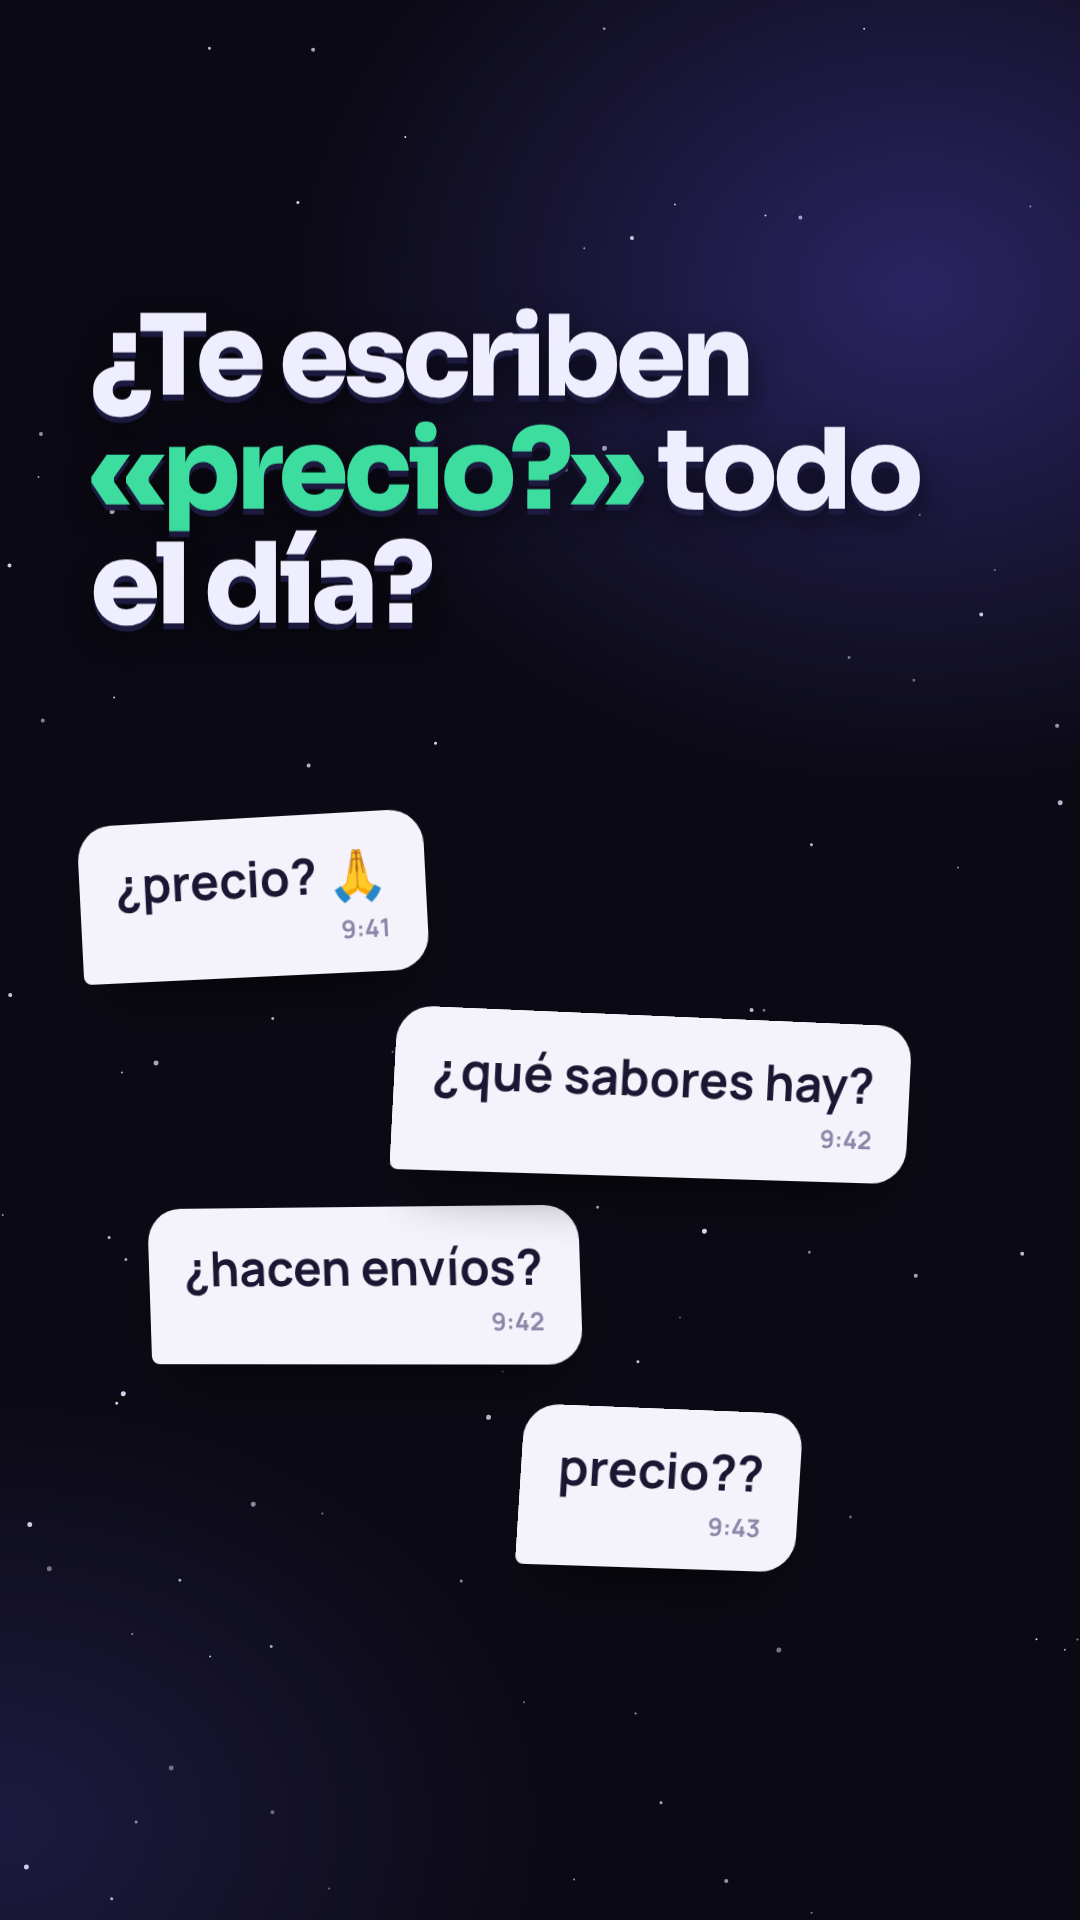 ¿Te escriben
«precio?» todo
el día?
¿precio? 🙏
9:41
¿qué sabores hay?
9:42
¿hacen envíos?
9:42
precio??
9:43